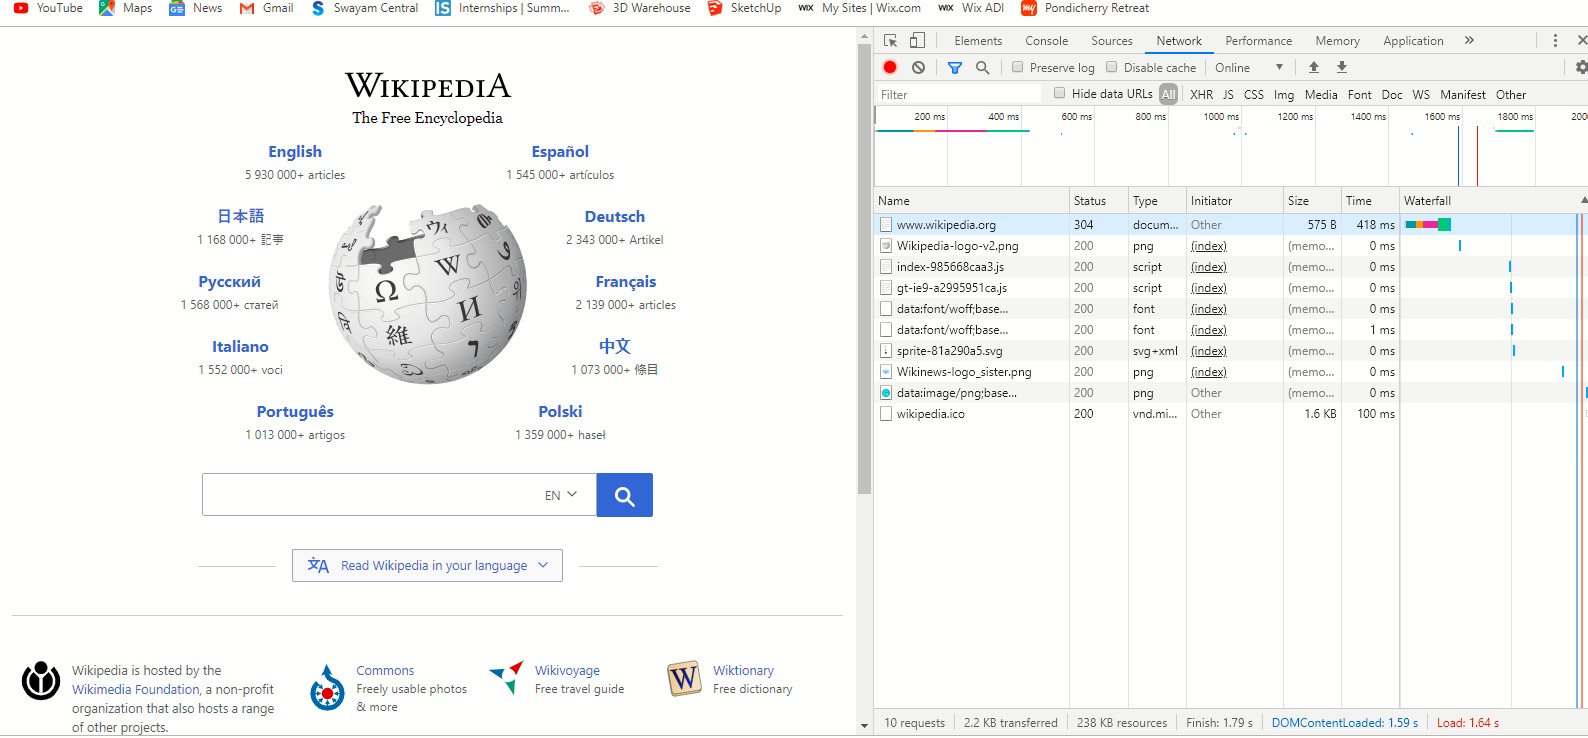 YouTube Maps News Gmail Swayam Central Internships | Summ... 3D Warehouse SketchUp My Sites | Wix.com Wix ADI Pondicherry Retreat
WIKIPEDIA
The Free Encyclopedia
English
5 930 000+ articles
Español
1 545 000+ artículos
日本語
1 168 000+ 記事
Deutsch
2 343 000+ Artikel
Русский
1 568 000+ статей
Français
2 139 000+ articles
Italiano
1 552 000+ voci
中文
1 073 000+ 條目
Português
1 013 000+ artigos
Polski
1 359 000+ haseł
EN
Read Wikipedia in your language
Wikipedia is hosted by the
Wikimedia Foundation, a non-profit
organization that also hosts a range
of other projects.
Commons
Freely usable photos
& more
Wikivoyage
Free travel guide
Wiktionary
Free dictionary
Elements Console Sources Network Performance Memory Application »
Preserve log Disable cache Online
Filter Hide data URLs All XHR JS CSS Img Media Font Doc WS Manifest Other
200 ms 400 ms 600 ms 800 ms 1000 ms 1200 ms 1400 ms 1600 ms 1800 ms 2000
Name Status Type Initiator Size Time Waterfall
www.wikipedia.org 304 docum... Other 575 B 418 ms
Wikipedia-logo-v2.png 200 png (index) (memo... 0 ms
index-985668caa3.js 200 script (index) (memo... 0 ms
gt-ie9-a2995951ca.js 200 script (index) (memo... 0 ms
data:font/woff;base... 200 font (index) (memo... 0 ms
data:font/woff;base... 200 font (index) (memo... 1 ms
sprite-81a290a5.svg 200 svg+xml (index) (memo... 0 ms
Wikinews-logo_sister.png 200 png (index) (memo... 0 ms
data:image/png;base... 200 png Other (memo... 0 ms
wikipedia.ico 200 vnd.mi... Other 1.6 KB 100 ms
10 requests 2.2 KB transferred 238 KB resources Finish: 1.79 s DOMContentLoaded: 1.59 s Load: 1.64 s